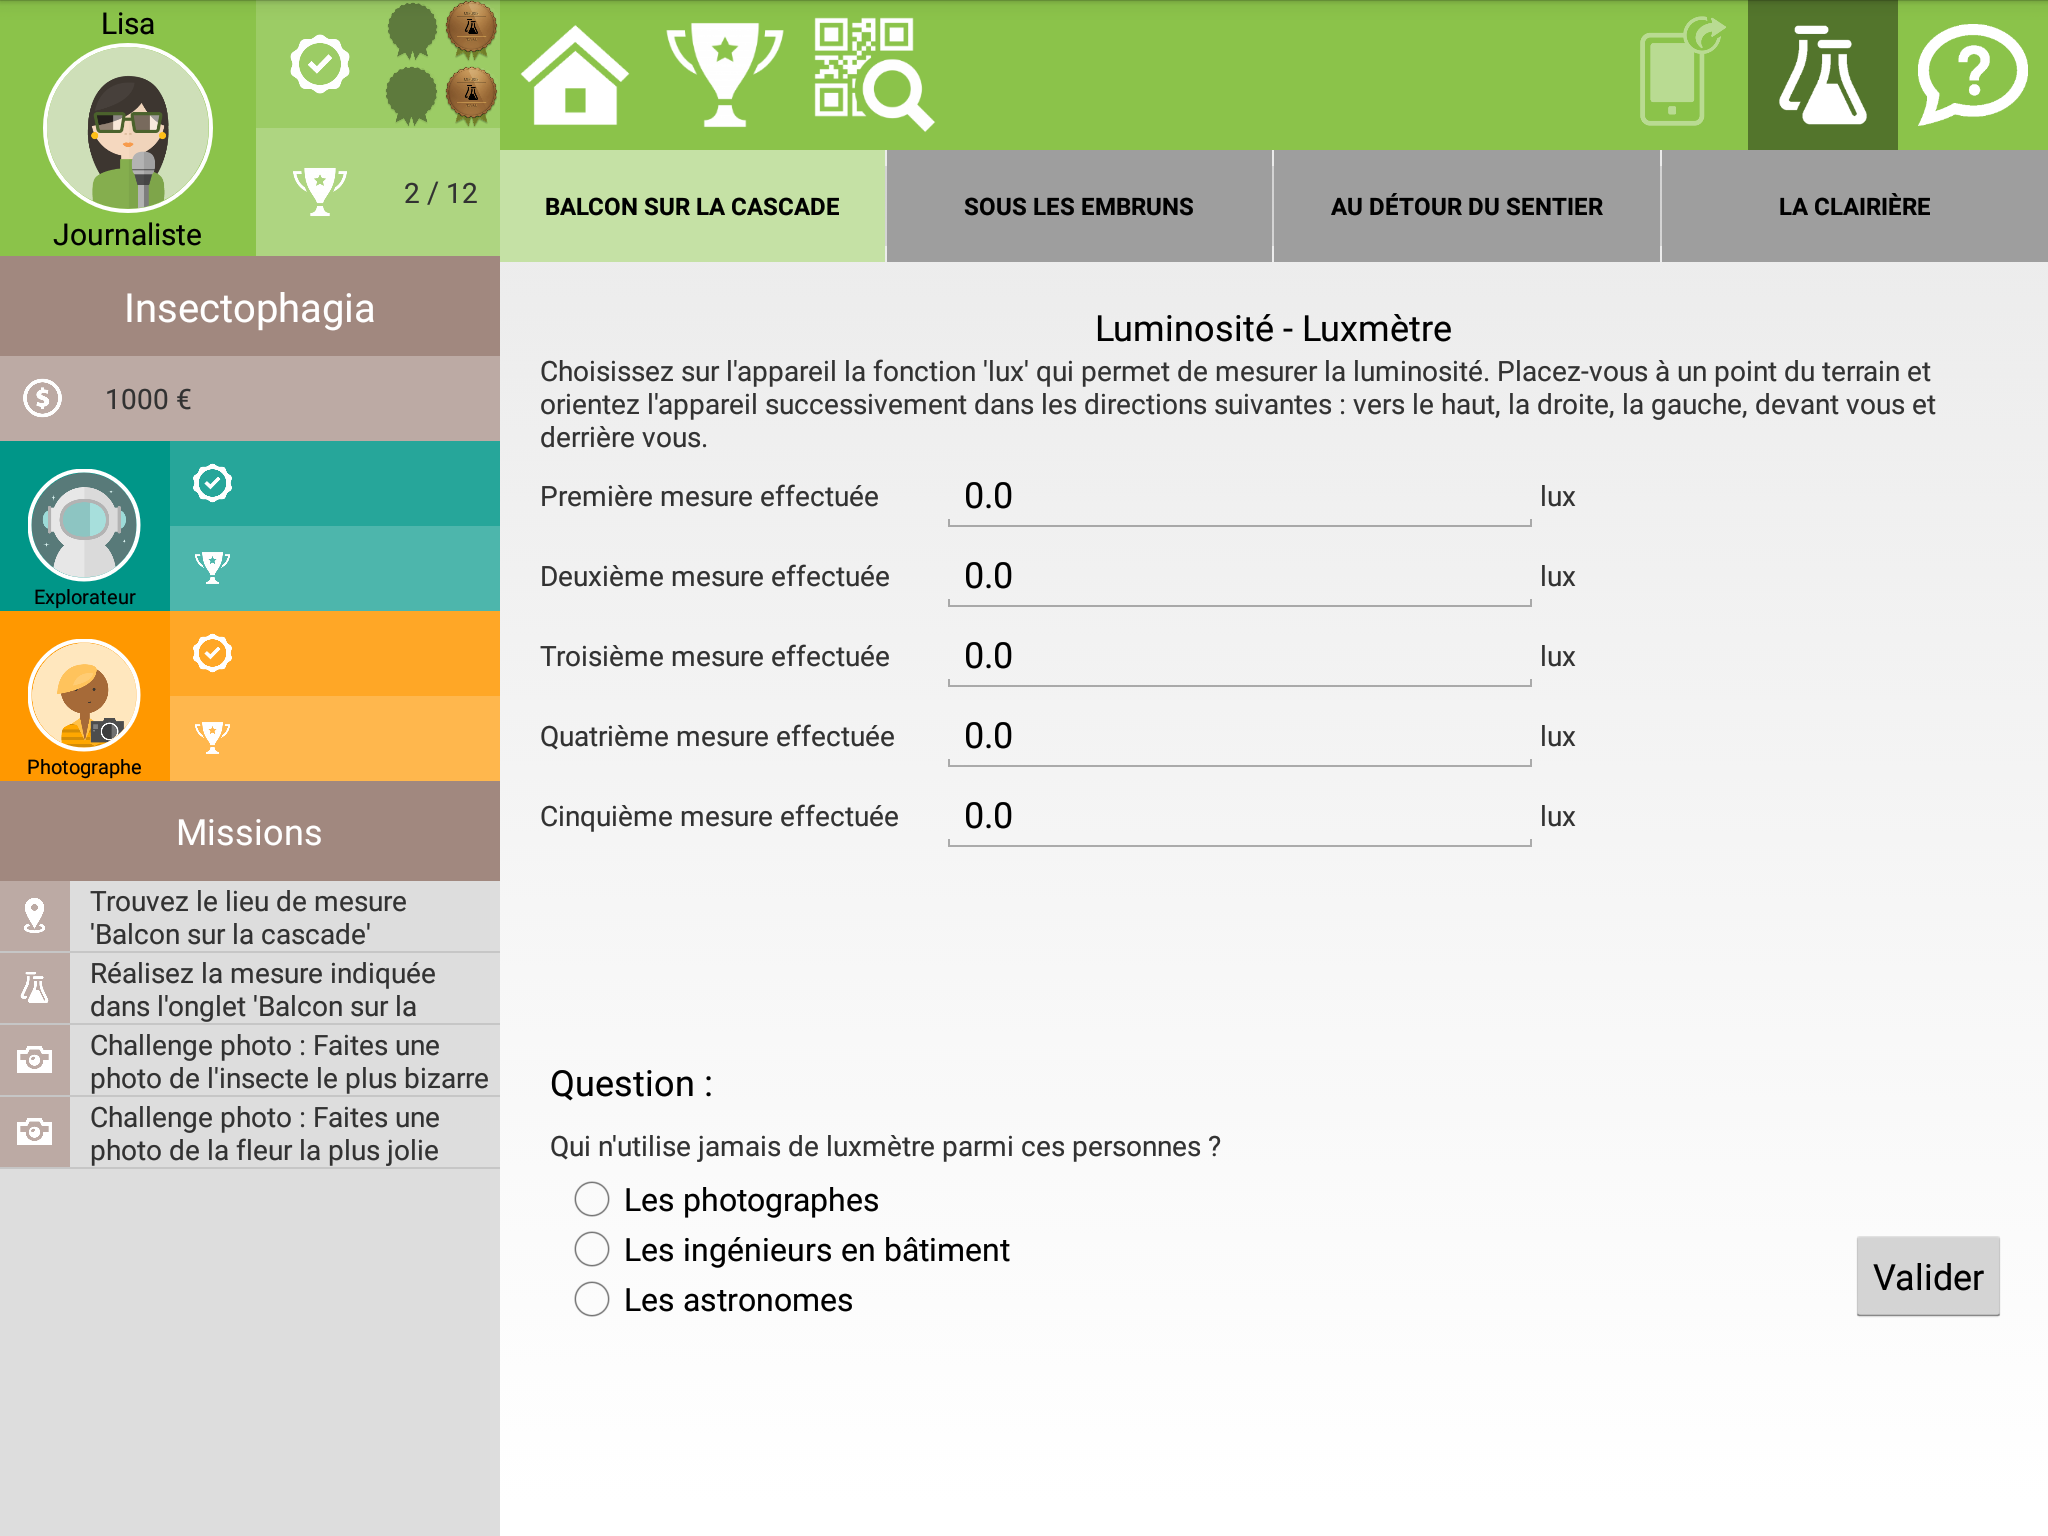 Lisa
Journaliste
2 / 12
Insectophagia
1000 €
Explorateur
Photographe
Missions
Trouvez le lieu de mesure
'Balcon sur la cascade'
Réalisez la mesure indiquée
dans l'onglet 'Balcon sur la
Challenge photo : Faites une
photo de l'insecte le plus bizarre
Challenge photo : Faites une
photo de la fleur la plus jolie
BALCON SUR LA CASCADE
SOUS LES EMBRUNS
AU DÉTOUR DU SENTIER
LA CLAIRIÈRE
Luminosité - Luxmètre
Choisissez sur l'appareil la fonction 'lux' qui permet de mesurer la luminosité. Placez-vous à un point du terrain et
orientez l'appareil successivement dans les directions suivantes : vers le haut, la droite, la gauche, devant vous et
derrière vous.
Première mesure effectuée 0.0 lux
Deuxième mesure effectuée 0.0 lux
Troisième mesure effectuée 0.0 lux
Quatrième mesure effectuée 0.0 lux
Cinquième mesure effectuée 0.0 lux
Question :
Qui n'utilise jamais de luxmètre parmi ces personnes ?
Les photographes
Les ingénieurs en bâtiment
Les astronomes
Valider